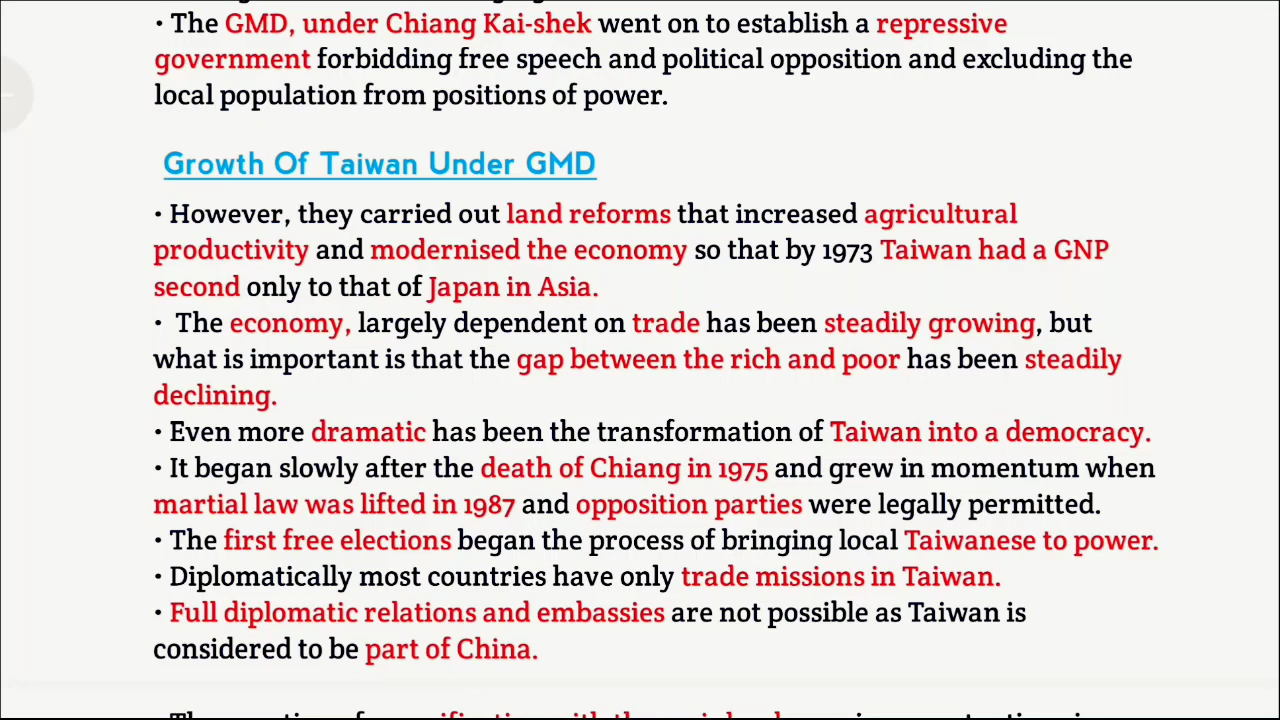 • The GMD, under Chiang Kai-shek went on to establish a repressive
government forbidding free speech and political opposition and excluding the
local population from positions of power.
Growth Of Taiwan Under GMD
• However, they carried out land reforms that increased agricultural
productivity and modernised the economy so that by 1973 Taiwan had a GNP
second only to that of Japan in Asia.
• The economy, largely dependent on trade has been steadily growing, but
what is important is that the gap between the rich and poor has been steadily
declining.
• Even more dramatic has been the transformation of Taiwan into a democracy.
• It began slowly after the death of Chiang in 1975 and grew in momentum when
martial law was lifted in 1987 and opposition parties were legally permitted.
• The first free elections began the process of bringing local Taiwanese to power.
• Diplomatically most countries have only trade missions in Taiwan.
• Full diplomatic relations and embassies are not possible as Taiwan is
considered to be part of China.